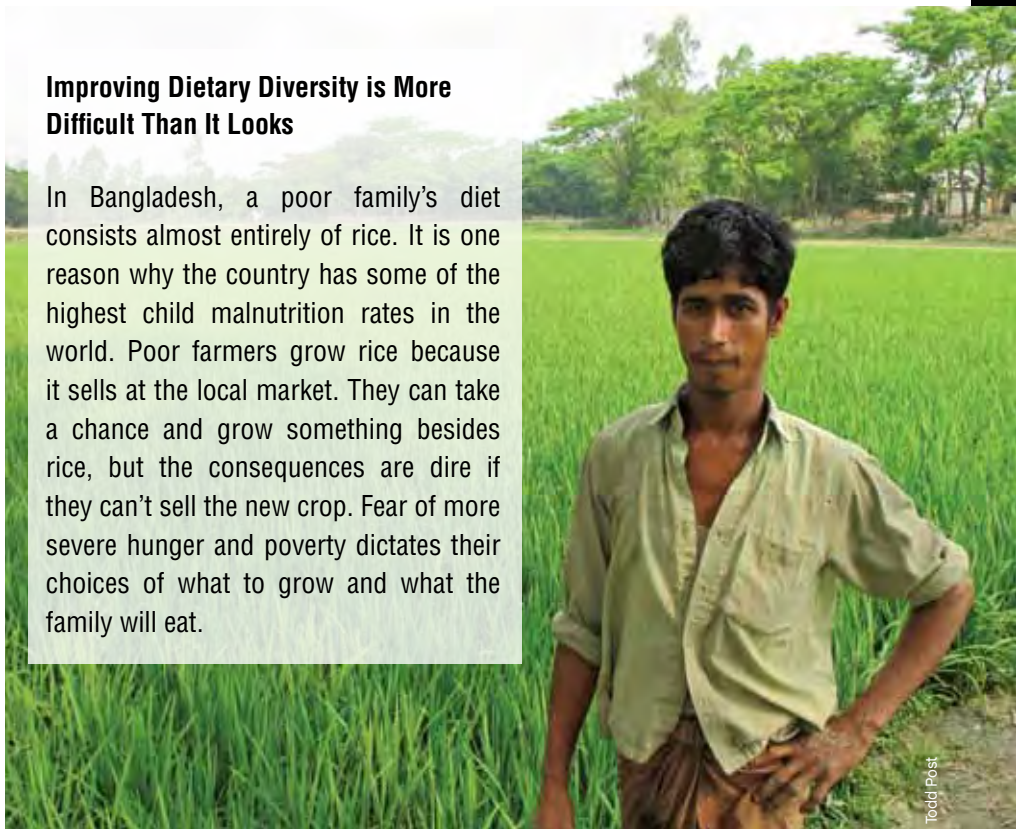 Improving Dietary Diversity is More
Difficult Than It Looks
In Bangladesh, a poor family’s diet
consists almost entirely of rice. It is one
reason why the country has some of the
highest child malnutrition rates in the
world. Poor farmers grow rice because
it sells at the local market. They can take
a chance and grow something besides
rice, but the consequences are dire if
they can’t sell the new crop. Fear of more
severe hunger and poverty dictates their
choices of what to grow and what the
family will eat.
Todd Post